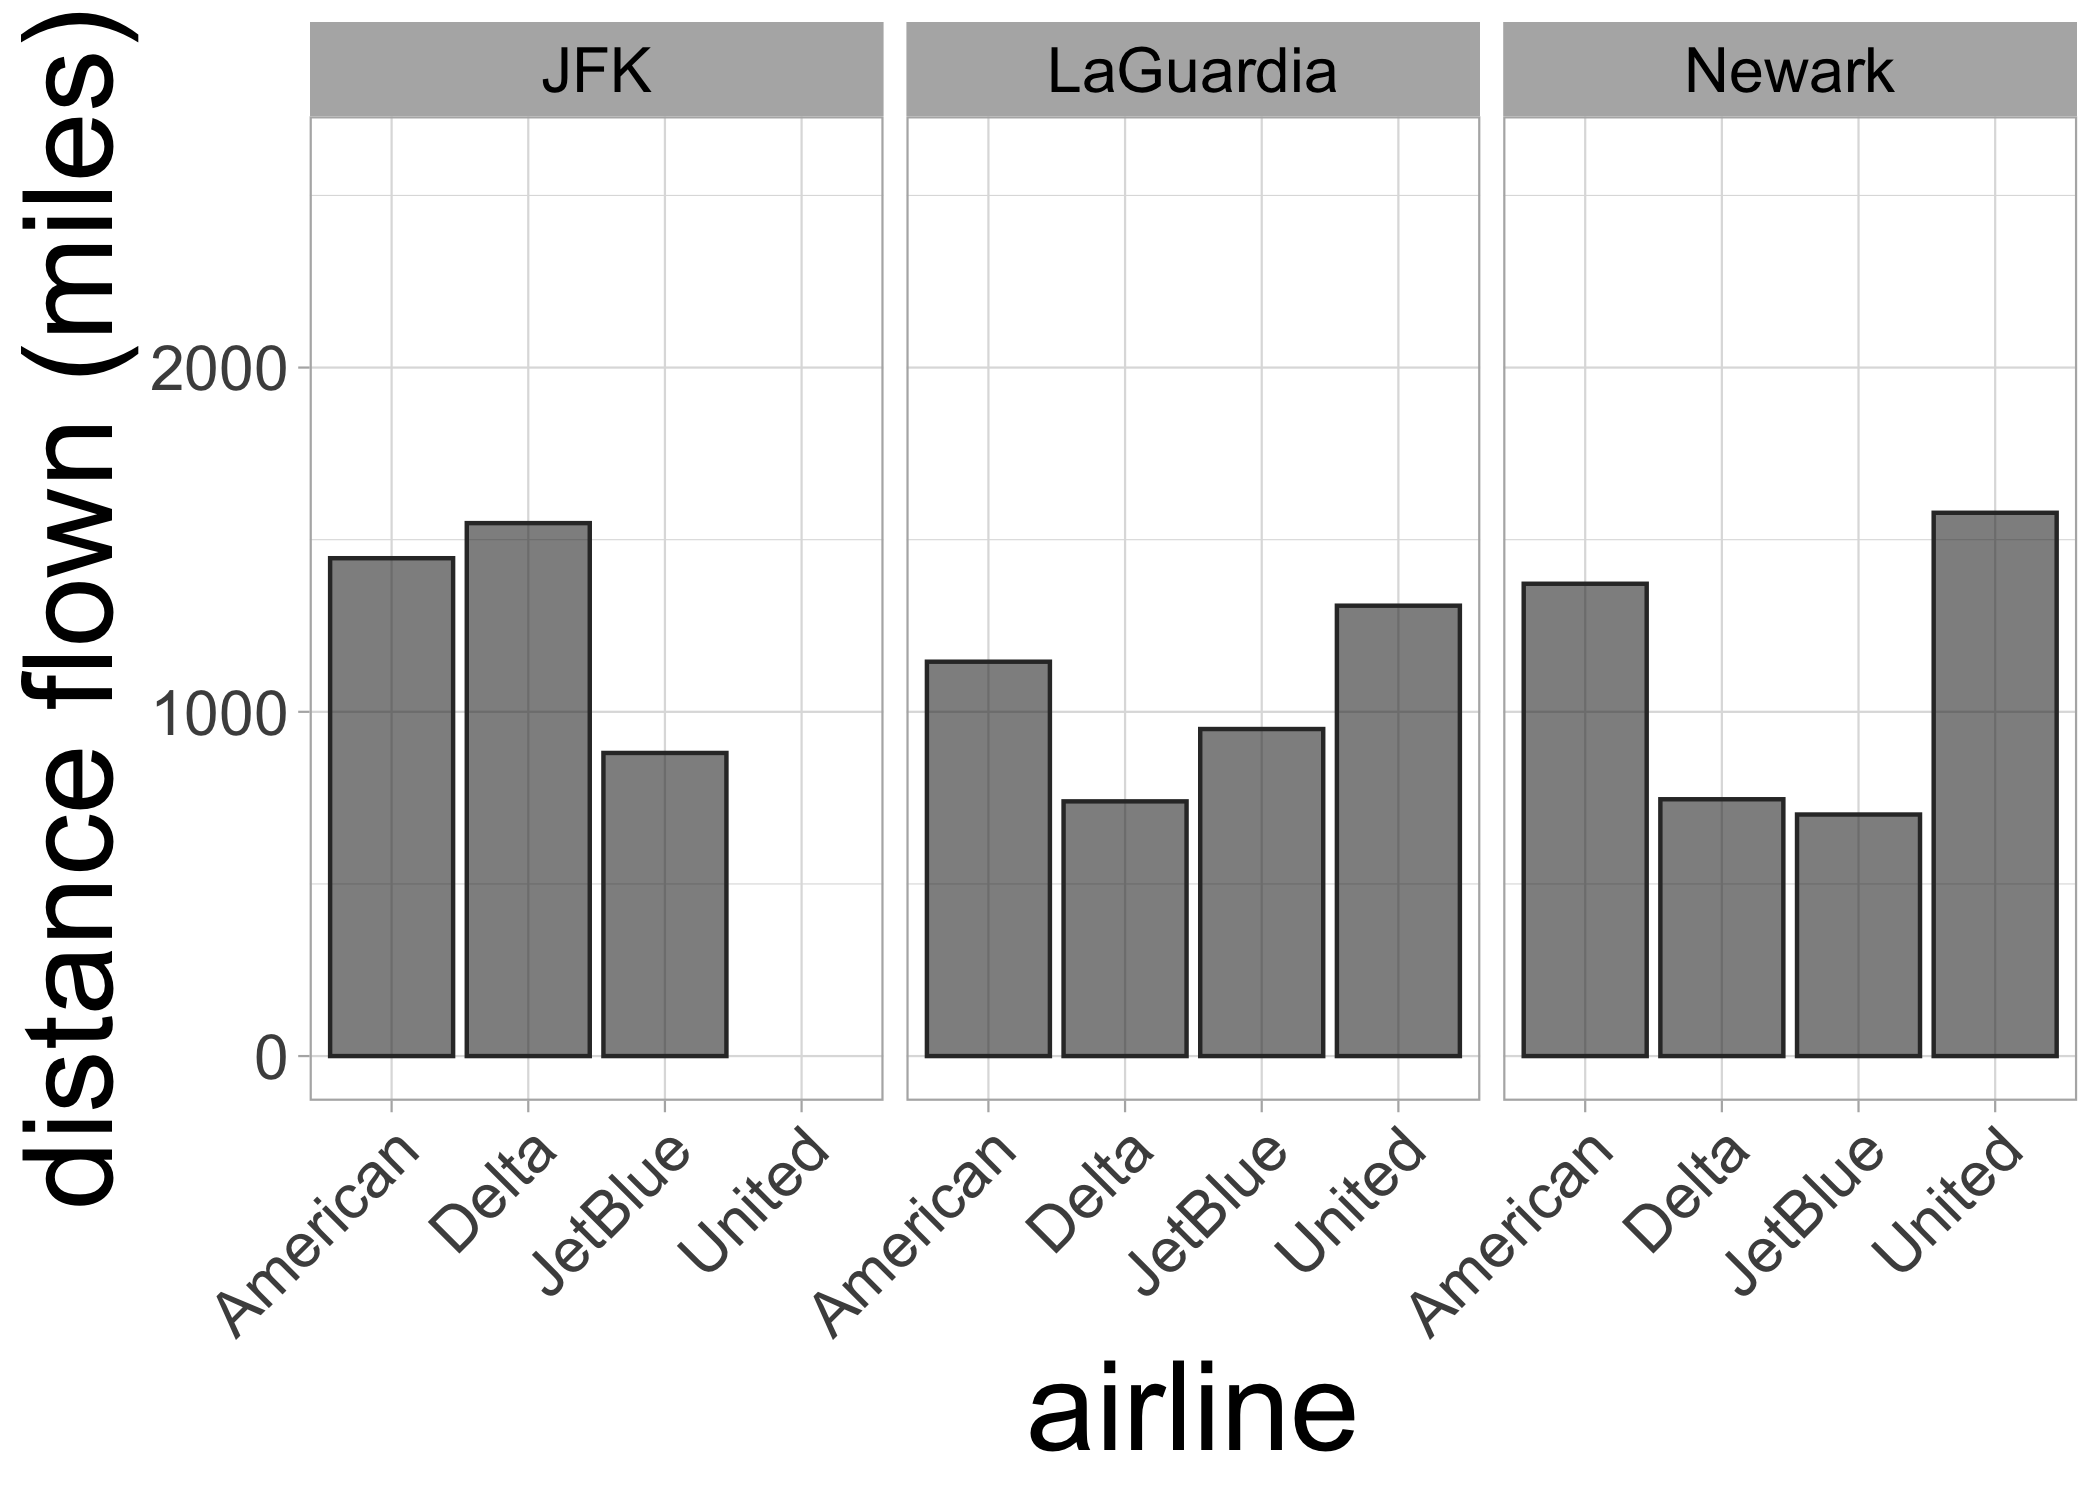 JFK
LaGuardia
Newark
distance flown (miles)
2000
1000
0
American
Delta
JetBlue
United
American
Delta
JetBlue
United
American
Delta
JetBlue
United
airline